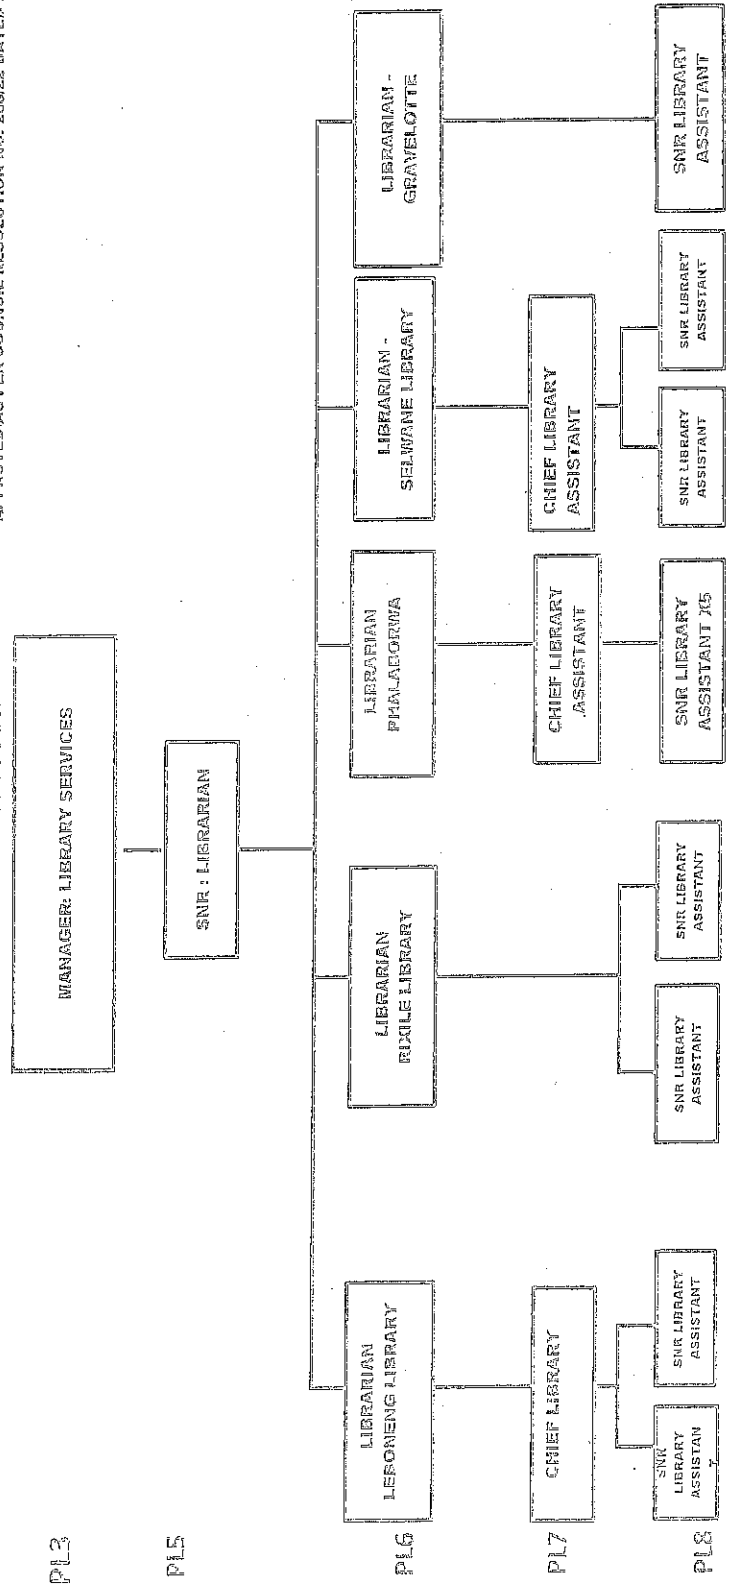 PL3
MANAGER: LIBRARY SERVICES
PL5
SNR : LIBRARIAN
PL6
LIBRARIAN
LEBONENG LIBRARY
LIBRARIAN
RIXILE LIBRARY
LIBRARIAN
PHALABORWA
LIBRARIAN -
SELWANE LIBRARY
LIBRARIAN -
GRAVELOTTE
PL7
CHIEF LIBRARY
CHIEF LIBRARY
ASSISTANT
CHIEF LIBRARY
ASSISTANT
PL8
SNR
LIBRARY
ASSISTAN
T
SNR LIBRARY
ASSISTANT
SNR LIBRARY
ASSISTANT
SNR LIBRARY
ASSISTANT
SNR LIBRARY
ASSISTANT X5
SNR LIBRARY
ASSISTANT
SNR LIBRARY
ASSISTANT
SNR LIBRARY
ASSISTANT